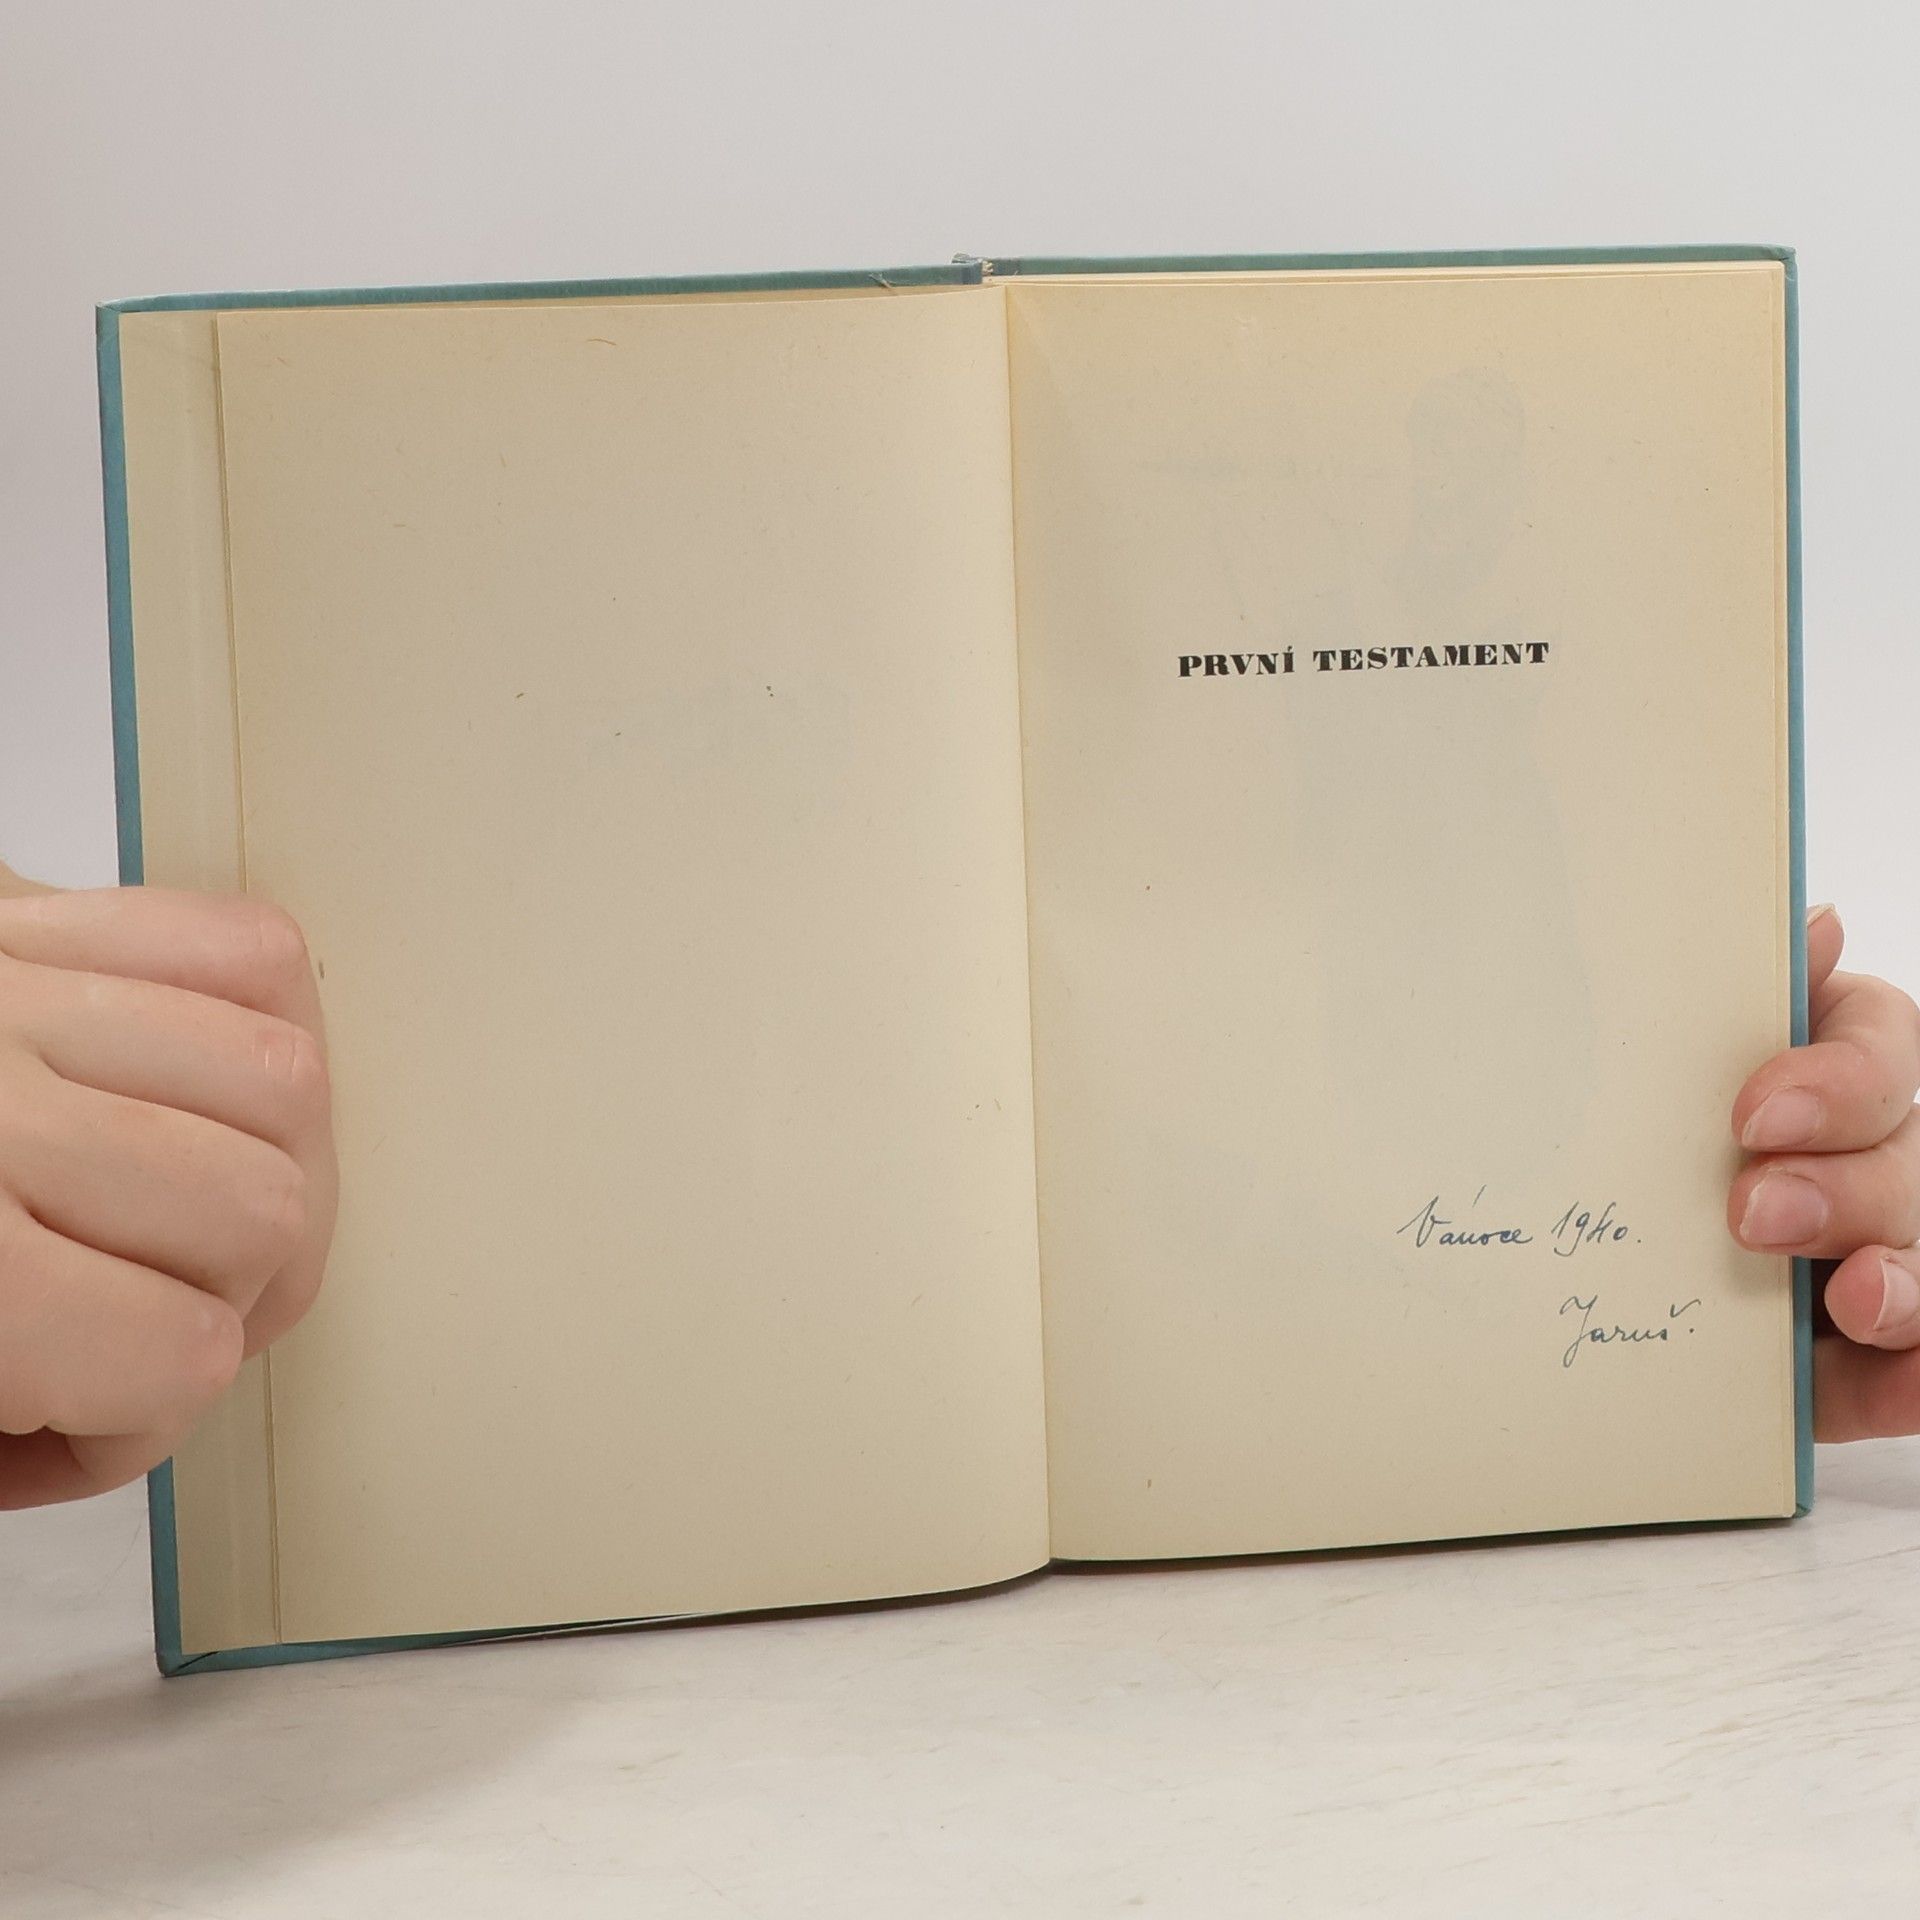 PRVNÍ TESTAMENT
Vánoce 1940.
Jaruš.